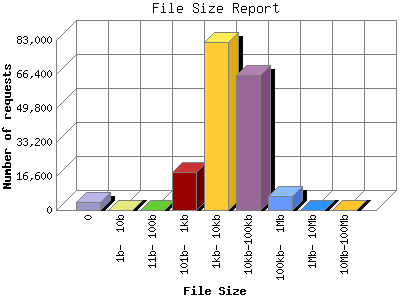 File Size Report
Number of requests
83,000
66,400
49,800
33,200
16,600
0
0
1b- 10b
11b- 100b
101b- 1kb
1kb- 10kb
10kb-100kb
100kb- 1Mb
1Mb- 10Mb
10Mb-100Mb
File Size